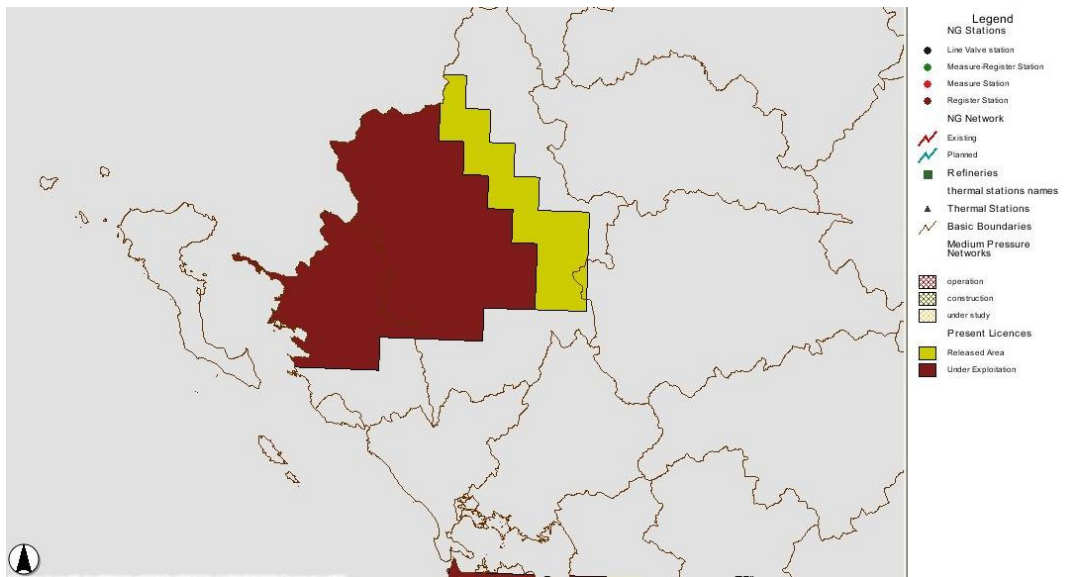 Legend
NG Stations
Line Valve station
Measure-Register Station
Measure Station
Register Station
NG Network
Existing
Planned
Refineries
thermal stations names
Thermal Stations
Basic Boundaries
Medium Pressure
Networks
operation
construction
under study
Present Licences
Released Area
Under Exploitation